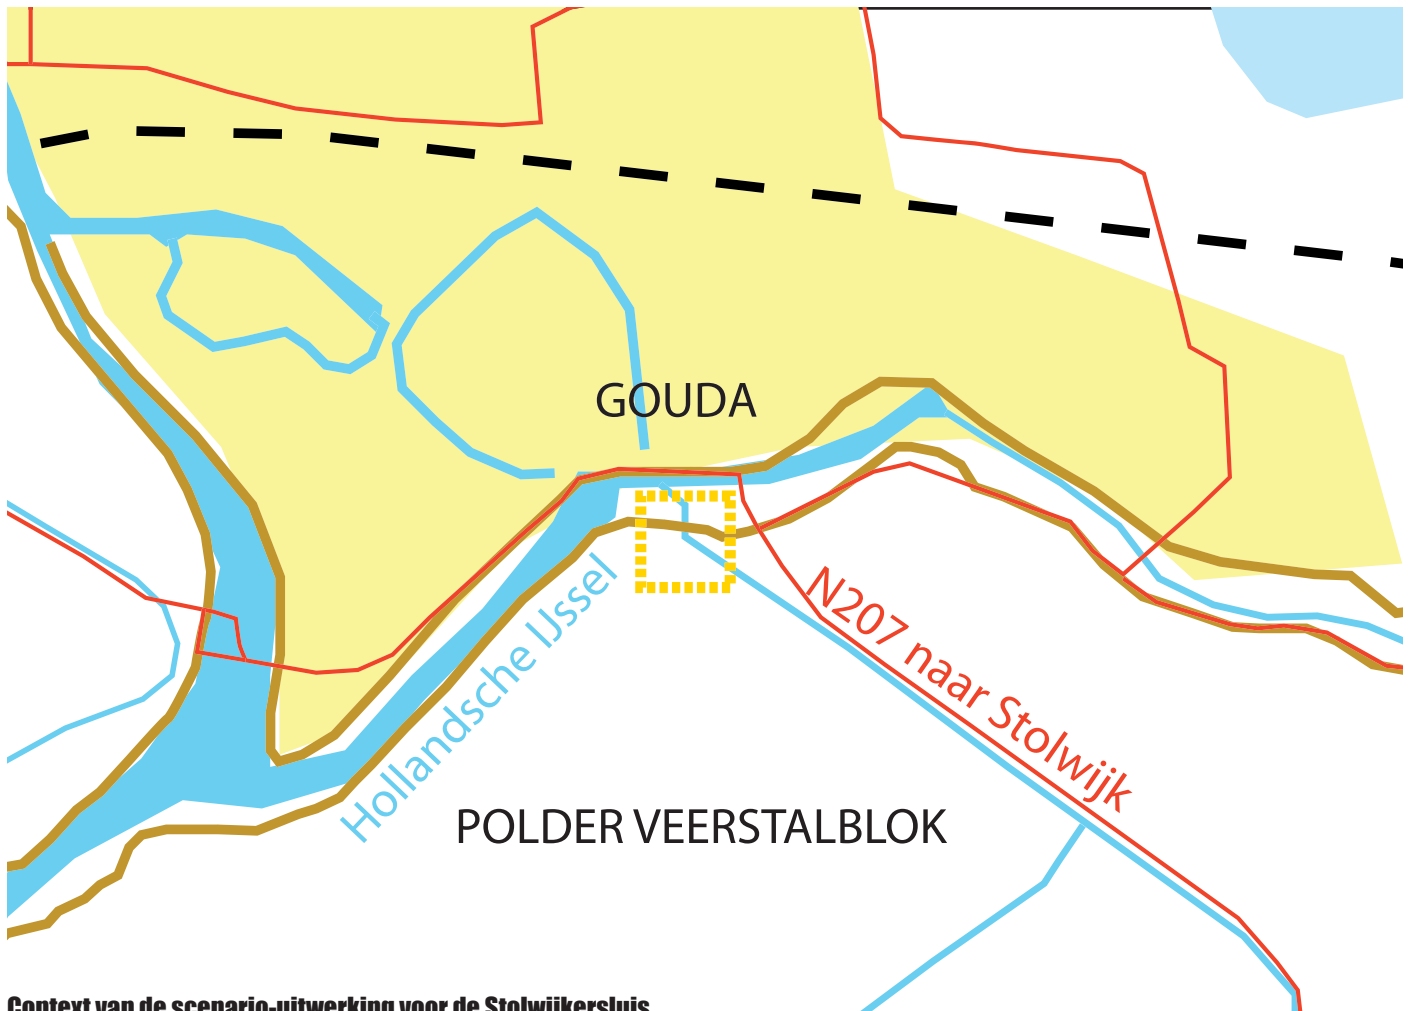 GOUDA
Hollandsche IJssel
N207 naar Stolwijk
POLDER VEERSTALBLOK
Context van de scenario-uitwerking voor de Stolwijkersluis